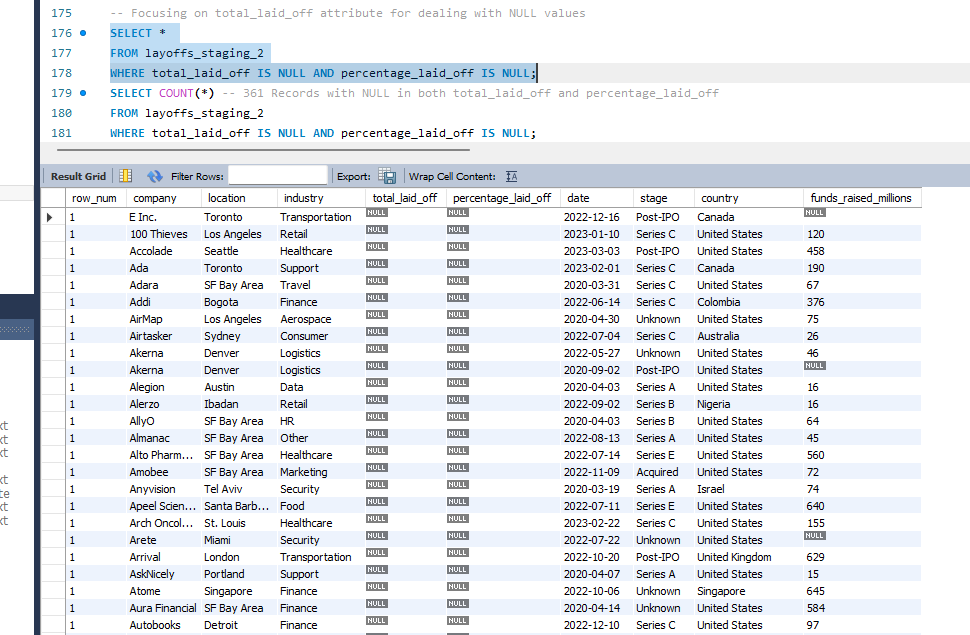 175 -- Focusing on total_laid_off attribute for dealing with NULL values
176 SELECT *
177 FROM layoffs_staging_2
178 WHERE total_laid_off IS NULL AND percentage_laid_off IS NULL;
179 SELECT COUNT(*) -- 361 Records with NULL in both total_laid_off and percentage_laid_off
180 FROM layoffs_staging_2
181 WHERE total_laid_off IS NULL AND percentage_laid_off IS NULL;
Result Grid Filter Rows: Export: Wrap Cell Content: IA
row_num company location industry total_laid_off percentage_laid_off date stage country funds_raised_millions
1 E Inc. Toronto Transportation NULL NULL 2022-12-16 Post-IPO Canada NULL
1 100 Thieves Los Angeles Retail NULL NULL 2023-01-10 Series C United States 120
1 Accolade Seattle Healthcare NULL NULL 2023-03-03 Post-IPO United States 458
1 Ada Toronto Support NULL NULL 2023-02-01 Series C Canada 190
1 Adara SF Bay Area Travel NULL NULL 2020-03-31 Series C United States 67
1 Addi Bogota Finance NULL NULL 2022-06-14 Series C Colombia 376
1 AirMap Los Angeles Aerospace NULL NULL 2020-04-30 Unknown United States 75
1 Airtasker Sydney Consumer NULL NULL 2022-07-04 Series C Australia 26
1 Akerna Denver Logistics NULL NULL 2022-05-27 Unknown United States 46
1 Akerna Denver Logistics NULL NULL 2020-09-02 Post-IPO United States NULL
1 Alegion Austin Data NULL NULL 2020-04-03 Series A United States 16
1 Alerzo Ibadan Retail NULL NULL 2022-09-02 Series B Nigeria 16
xt 1 AllyO SF Bay Area HR NULL NULL 2020-04-03 Series B United States 64
xt 1 Almanac SF Bay Area Other NULL NULL 2022-08-13 Series A United States 45
xt 1 Alto Pharm... SF Bay Area Healthcare NULL NULL 2022-07-14 Series E United States 560
1 Amobee SF Bay Area Marketing NULL NULL 2022-11-09 Acquired United States 72
xt 1 Anyvision Tel Aviv Security NULL NULL 2020-03-19 Series A Israel 74
te
xt 1 Apeel Scien... Santa Barb... Food NULL NULL 2022-07-11 Series E United States 640
xt 1 Arch Oncol... St. Louis Healthcare NULL NULL 2023-02-22 Series C United States 155
1 Arete Miami Security NULL NULL 2022-07-22 Unknown United States NULL
1 Arrival London Transportation NULL NULL 2022-10-20 Post-IPO United Kingdom 629
1 AskNicely Portland Support NULL NULL 2020-04-07 Series A United States 15
1 Atome Singapore Finance NULL NULL 2022-10-06 Unknown Singapore 645
1 Aura Financial SF Bay Area Finance NULL NULL 2020-04-14 Unknown United States 584
1 Autobooks Detroit Finance NULL NULL 2022-12-10 Series C United States 97